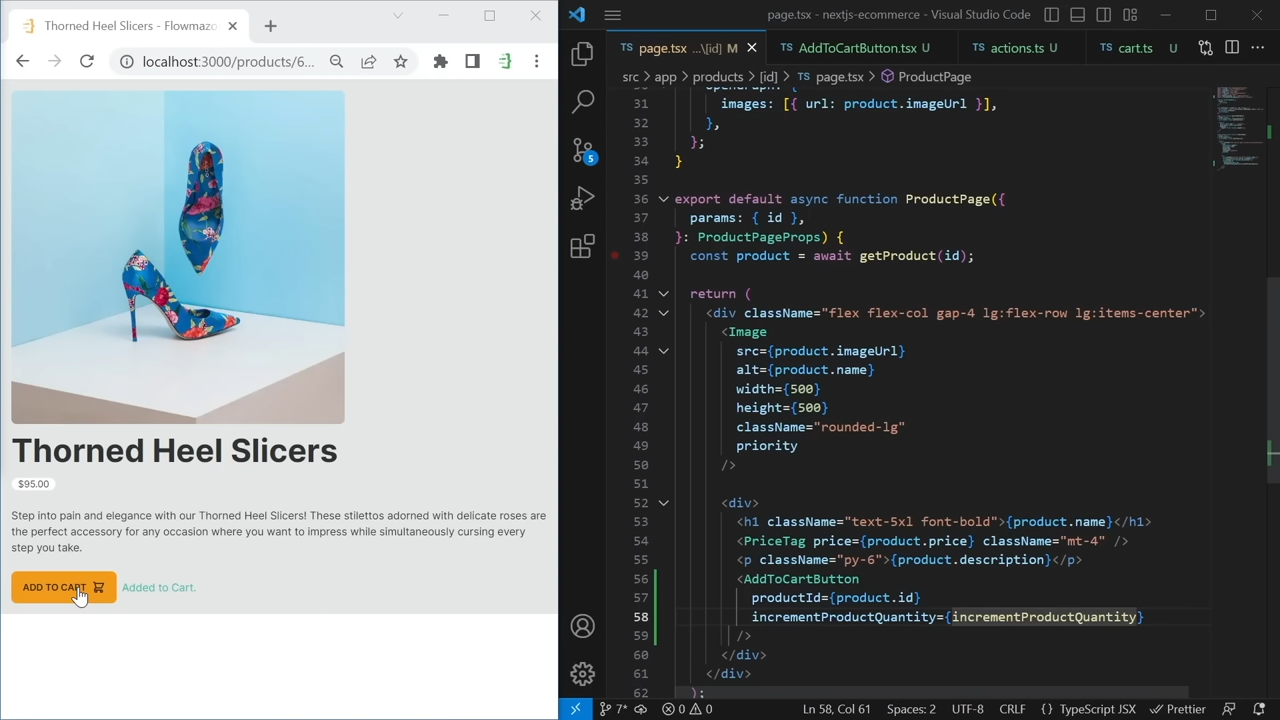 Thorned Heel Slicers - Flowmazo
localhost:3000/products/6...
Thorned Heel Slicers
$95.00
Step into pain and elegance with our Thorned Heel Slicers! These stilettos adorned with delicate roses are
the perfect accessory for any occasion where you want to impress while simultaneously cursing every
step you take.
ADD TO CART Added to Cart.
page.tsx - nextjs-ecommerce - Visual Studio Code
TS page.tsx ...\[id] M TS AddToCartButton.tsx U TS actions.ts U TS cart.ts U
src > app > products > [id] > TS page.tsx > ProductPage
5
31 images: [{ url: product.imageUrl }],
32 },
33 };
34 }
35
36 export default async function ProductPage({
37 params: { id },
38 }: ProductPageProps) {
39 const product = await getProduct(id);
40
41 return (
42 <div className="flex flex-col gap-4 lg:flex-row lg:items-center">
43 <Image
44 src={product.imageUrl}
45 alt={product.name}
46 width={500}
47 height={500}
48 className="rounded-lg"
49 priority
50 />
51
52 <div>
53 <h1 className="text-5xl font-bold">{product.name}</h1>
54 <PriceTag price={product.price} className="mt-4" />
55 <p className="py-6">{product.description}</p>
56 <AddToCartButton
57 productId={product.id}
58 incrementProductQuantity={incrementProductQuantity}
59 />
60 </div>
61 </div>
62 );
7* 0 0 Ln 58, Col 61 Spaces: 2 UTF-8 CRLF {} TypeScript JSX Prettier